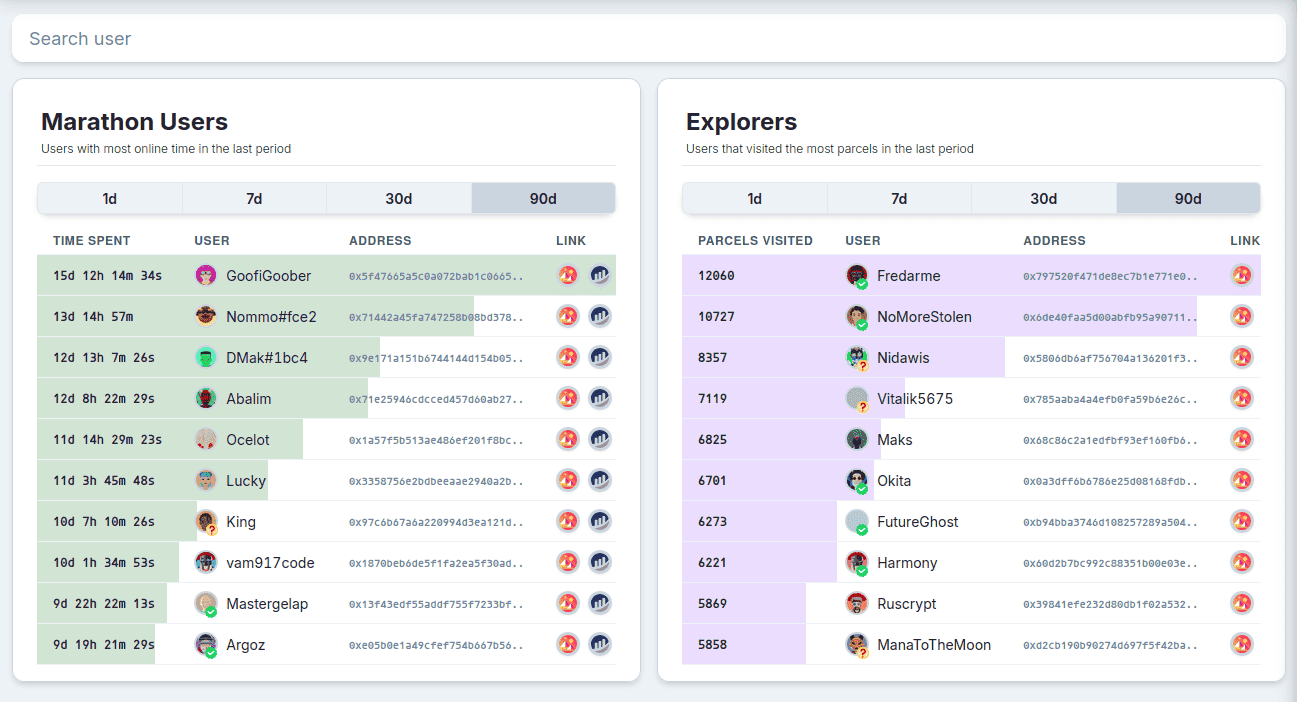 Search user
Marathon Users
Users with most online time in the last period
1d 7d 30d 90d
TIME SPENT USER ADDRESS LINK
15d 12h 14m 34s GoofiGoober 0x5f47665a5c0a072bab1c0665..
13d 14h 57m Nommo#fce2 0x71442a45fa747258b08bd378..
12d 13h 7m 26s DMak#1bc4 0x9e171a151b6744144d154b05..
12d 8h 22m 29s Abalim 0x71e25946cdcced457d60ab27..
11d 14h 29m 23s Ocelot 0x1a57f5b513ae486ef201f8bc..
11d 3h 45m 48s Lucky 0x3358756e2bdbeeaae2940a2b..
10d 7h 10m 26s King 0x97c6b67a6a220994d3ea121d..
10d 1h 34m 53s vam917code 0x1870beb6de5f1fa2ea5f30ad..
9d 22h 22m 13s Mastergelap 0x13f43edf55addf755f7233bf..
9d 19h 21m 29s Argoz 0xe05b0e1a49cfef754b667b56..
Explorers
Users that visited the most parcels in the last period
1d 7d 30d 90d
PARCELS VISITED USER ADDRESS LINK
12060 Fredarme 0x797520f471de8ec7b1e771e0..
10727 NoMoreStolen 0x6de40faa5d00abfb95a90711..
8357 Nidawis 0x5806db6af756704a136201f3..
7119 Vitalik5675 0x785aaba4a4efb0fa59b6e26c..
6825 Maks 0x68c86c2a1edfbf93ef160fb6..
6701 Okita 0x0a3dff6b6786e25d08168fdb..
6273 FutureGhost 0xb94bba3746d108257289a504..
6221 Harmony 0x60d2b7bc992c88351b00e03e..
5869 Ruscrypt 0x39841efe232d80db1f02a532..
5858 ManaToTheMoon 0xd2cb190b90274d697f5f42ba..